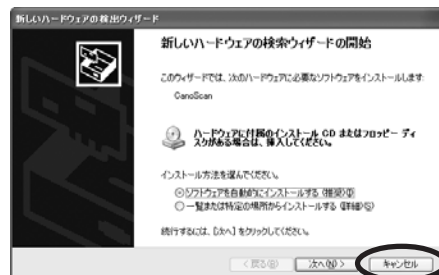 新しいハードウェアの検出ウィザード
新しいハードウェアの検索ウィザードの開始
このウィザードでは、次のハードウェアに必要なソフトウェアをインストールします:
CanoScan
ハードウェアに付属のインストール CD またはフロッピー ディ
スクがある場合は、挿入してください。
インストール方法を選んでください。
ソフトウェアを自動的にインストールする (推奨)(I)
一覧または特定の場所からインストールする (詳細)(S)
続行するには、[次へ] をクリックしてください。
< 戻る(B) 次へ(N) > キャンセル